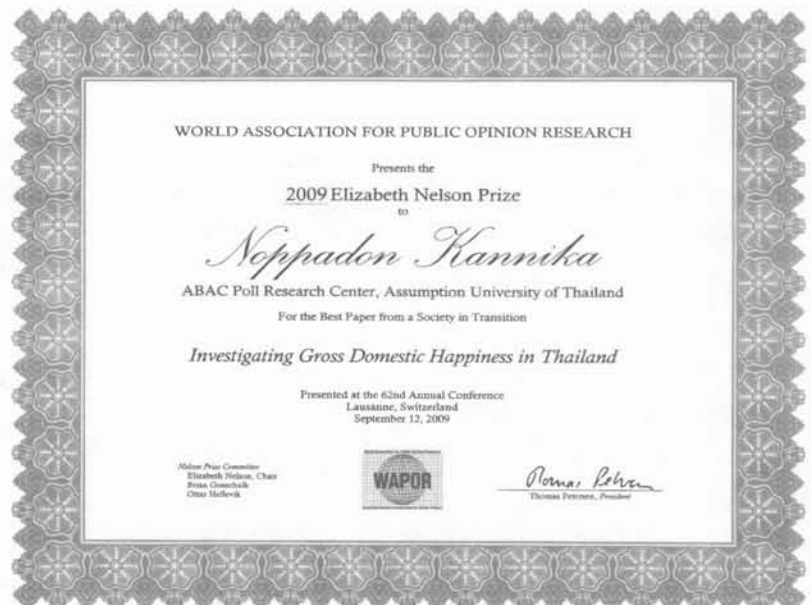 WORLD ASSOCIATION FOR PUBLIC OPINION RESEARCH
Presents the
2009 Elizabeth Nelson Prize
to
Noppadon Kannika
ABAC Poll Research Center, Assumption University of Thailand
For the Best Paper from a Society in Transition
Investigating Gross Domestic Happiness in Thailand
Presented at the 62nd Annual Conference
Lausanne, Switzerland
September 12, 2009
Nelson Prize Committee
Elizabeth Nelson, Chair
Brian Gosschalk
Ottar Hellevik
WAPOR
Thomas Petersen, President